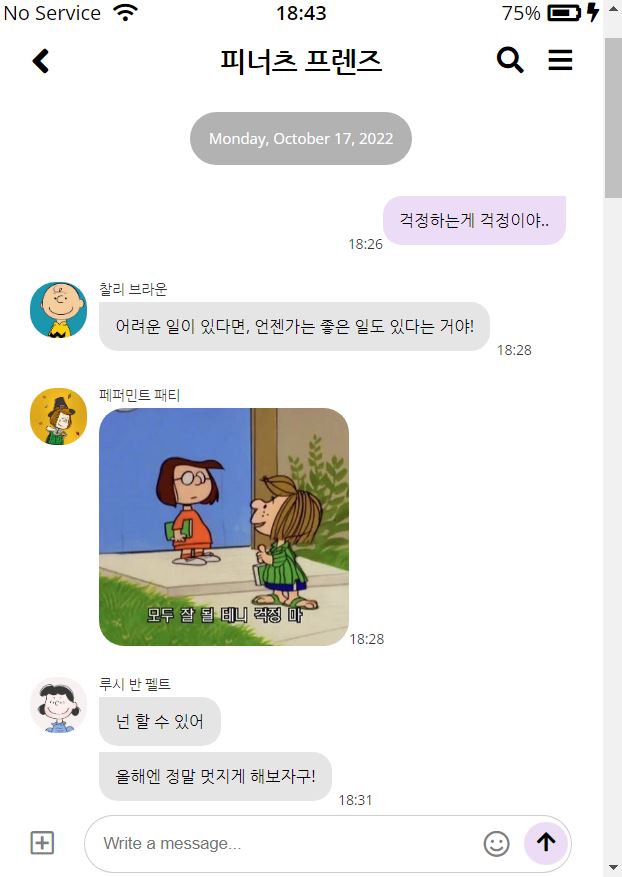 No Service 18:43 75%
피너츠 프렌즈
Monday, October 17, 2022
걱정하는게 걱정이야..
18:26
찰리 브라운
어려운 일이 있다면, 언젠가는 좋은 일도 있다는 거야!
18:28
페퍼민트 패티
모두 잘 될 테니 걱정 마
18:28
루시 반 펠트
넌 할 수 있어
올해엔 정말 멋지게 해보자구!
18:31
Write a message...